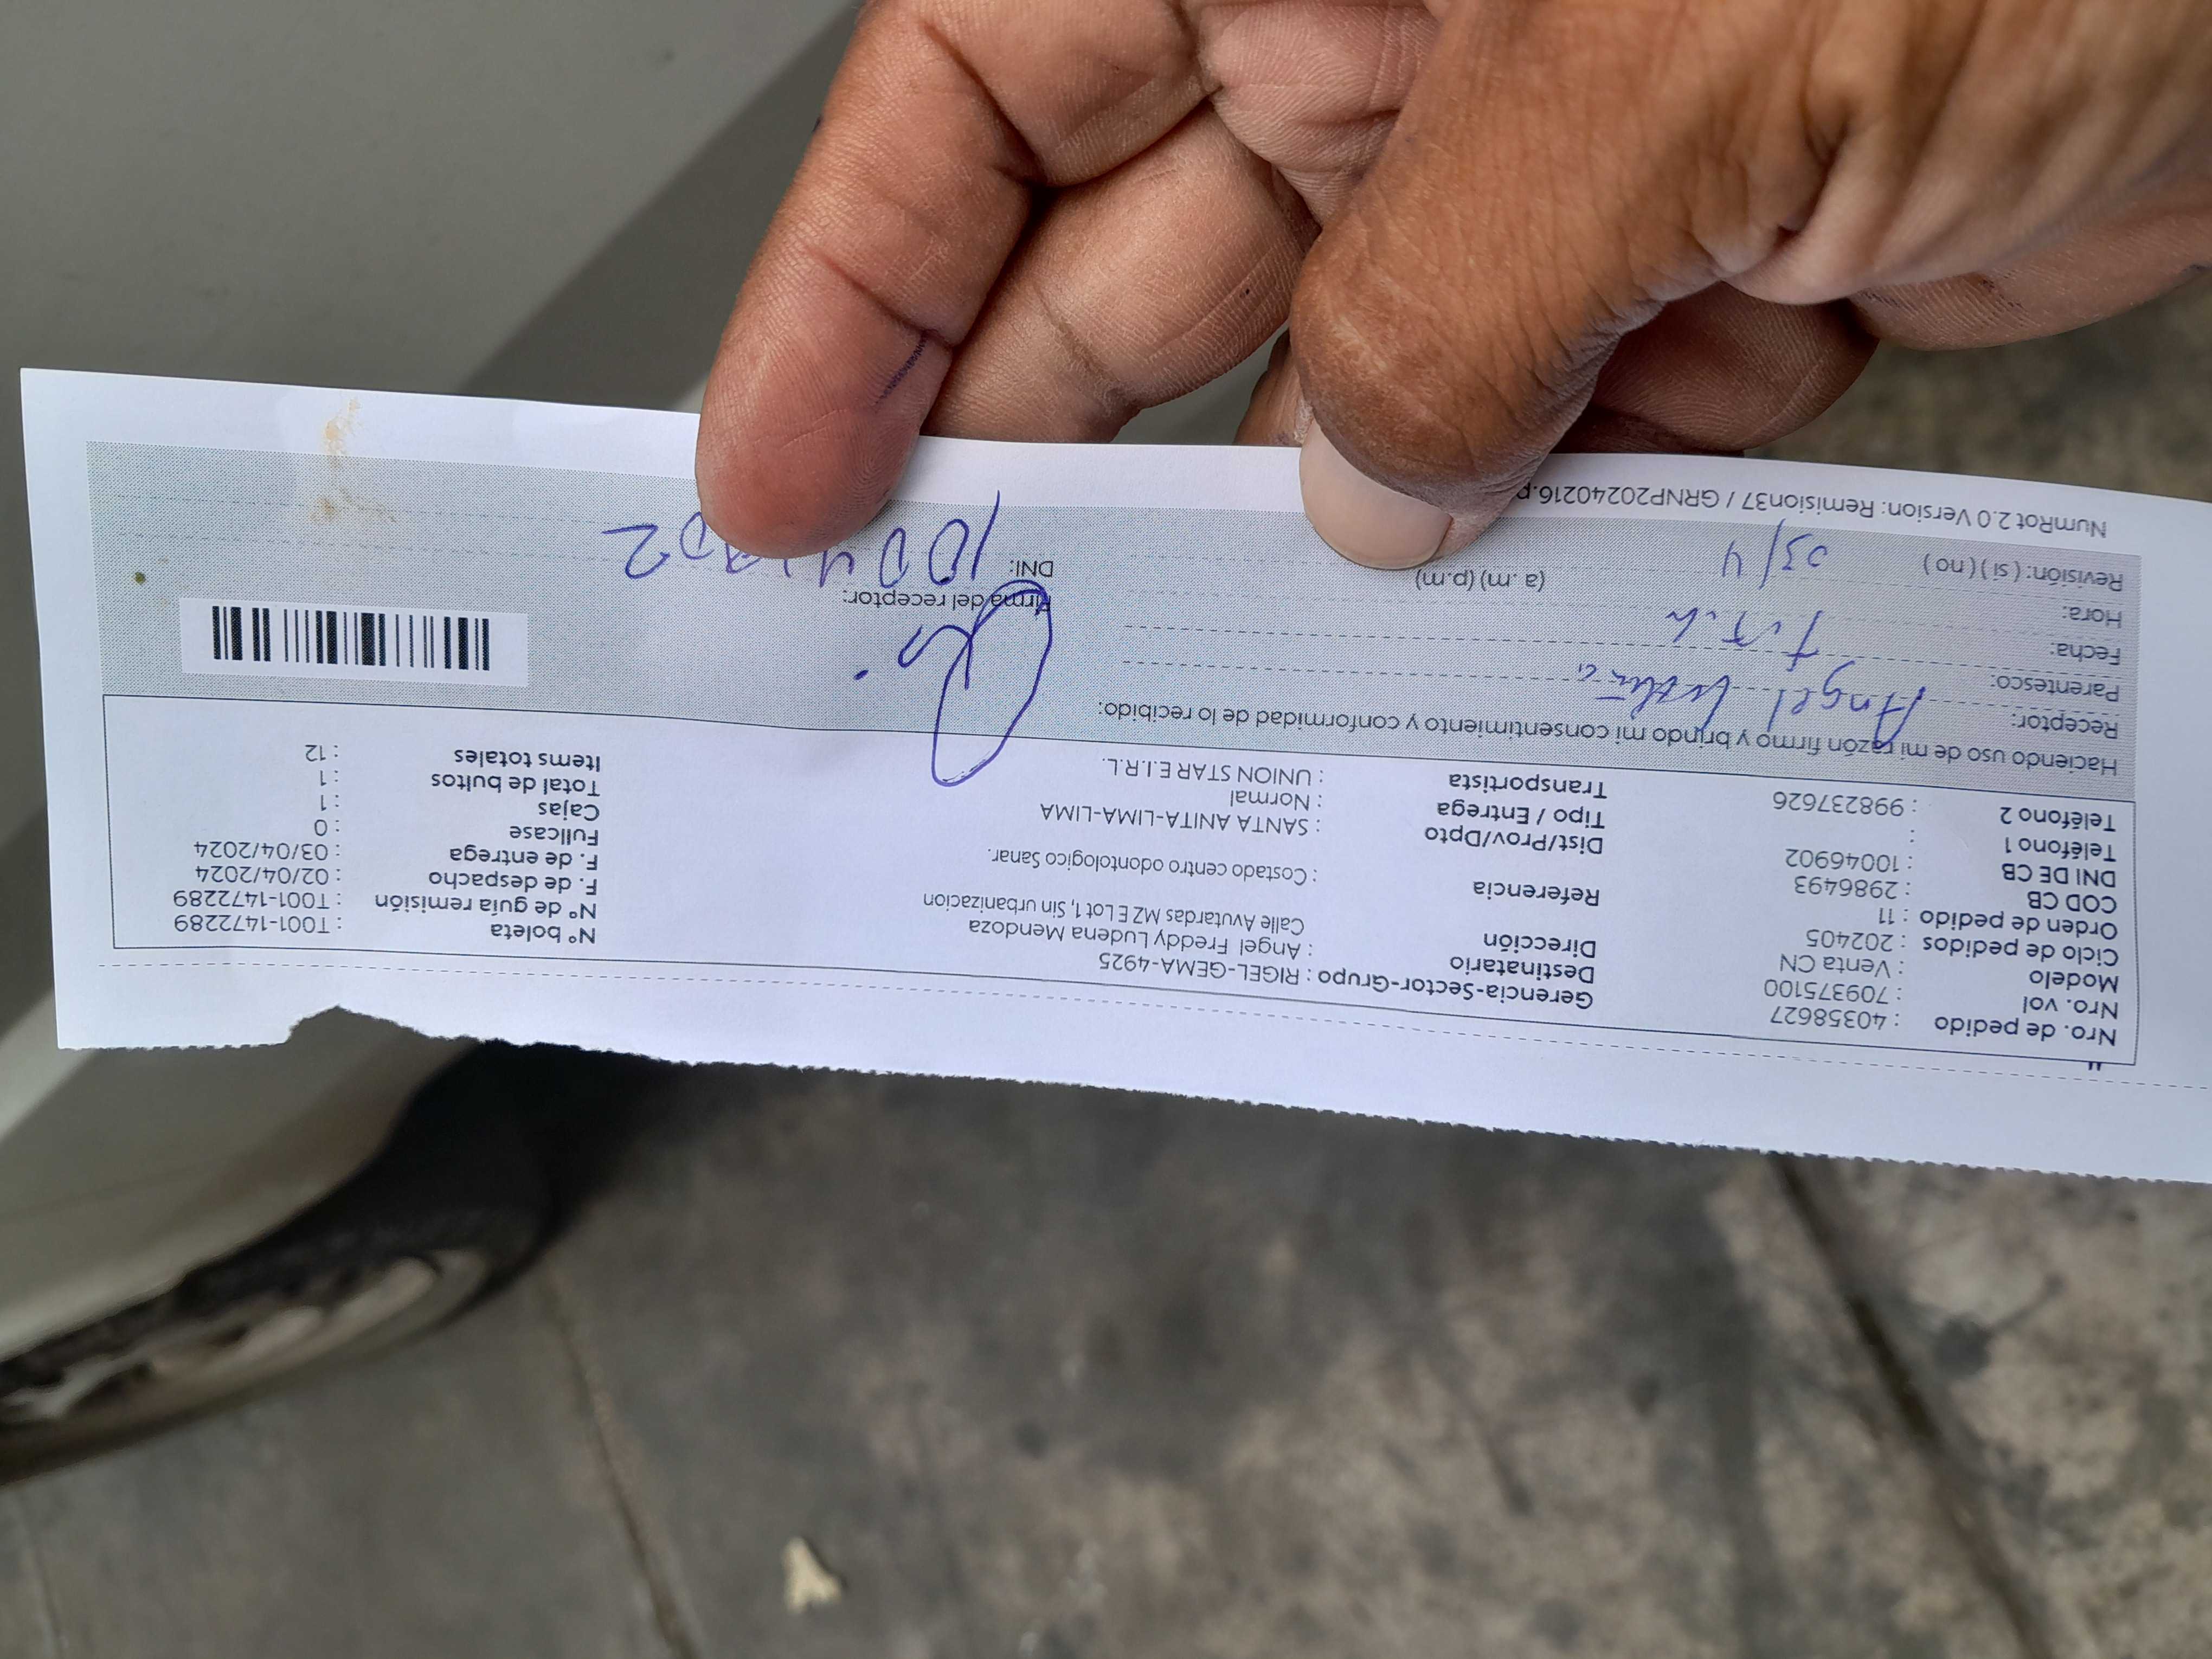 Nro. de pedido : 40358627
Nro. vol : 709375100
Modelo : Venta CN
Ciclo de pedidos : 202405
Orden de pedido : 11
COD CB : 2986493
DNI DE CB : 10046902
Teléfono 1 :
Teléfono 2 : 998237626
Gerencia-Sector-Grupo : RIGEL-GEMA-4925
Destinatario : Angel Freddy Ludena Mendoza
Dirección Calle Avutardas MZ E Lot 1, Sin urbanizacion
Referencia : Costado centro odontologico Sanar.
Dist/Prov/Dpto : SANTA ANITA-LIMA-LIMA
Tipo / Entrega : Normal
Transportista : UNION STAR E.I.R.L.
N° boleta : T001-1472289
N° de guía remisión : T001-1472289
F. de despacho : 02/04/2024
F. de entrega : 03/04/2024
Fullcase : 0
Cajas : 1
Total de bultos : 1
Items totales : 12
Haciendo uso de mi razón firmo y brindo mi consentimiento y conformidad de lo recibido:
Receptor: Angel
Parentesco:
Fecha:
Hora: 03/4 (a .m) (p.m)
Revisión: ( si ) ( no )
Firma del receptor:
DNI:
NumRot 2.0 Version: Remision37 / GRNP20240216.p